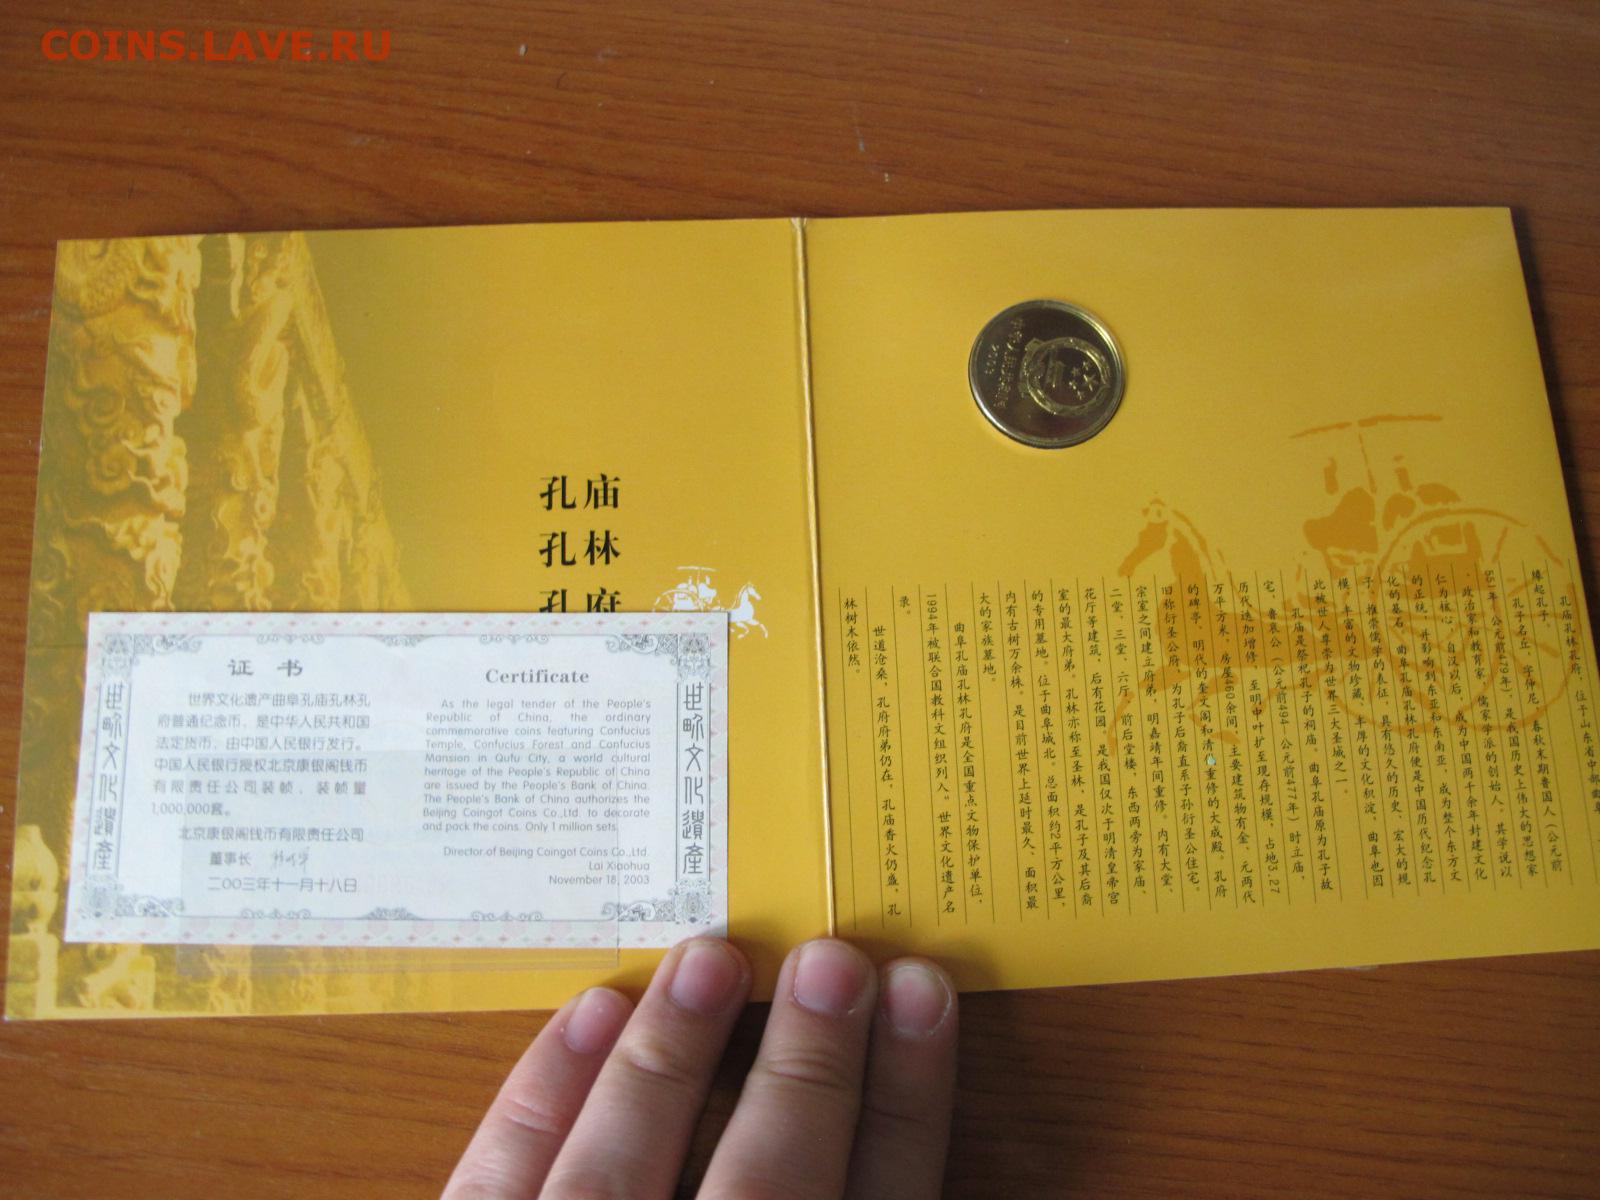 COINS.LAVE.RU
孔庙
孔林
孔府
证书
世界文化遗产曲阜孔庙孔林孔
府普通纪念币，是中华人民共和国
法定货币，由中国人民银行发行。
中国人民银行授权北京康银阁钱币
有限责任公司装帧，装帧量
1,000,000套。
北京康银阁钱币有限责任公司
董事长
二〇〇三年十一月十八日
世界文化遗產
Certificate
As the legal tender of the People's
Republic of China, the ordinary
commemorative coins featuring Confucius
Temple, Confucius Forest and Confucius
Mansion in Qufu City, a world cultural
heritage of the People's Republic of China
are issued by the People's Bank of China.
The People's Bank of China authorizes the
Beijing Coingot Coins Co.,Ltd. to decorate
and pack the coins. Only 1 million sets.
Director of Beijing Coingot Coins Co.,Ltd.
Lai Xiaohua
November 18, 2003
世界文化遺產
孔庙孔林孔府，位于山东省中部曲阜
缘起孔子。
孔子名丘，字仲尼，春秋末期鲁国人（公元前
551年-公元前479年），是我国历史上伟大的思想家
、政治家和教育家，儒家学派的创始人。其学说以
仁为核心，自汉以后，成为中国两千余年封建文化
的正统，并影响到东亚和东南亚，成为整个东方文
化的基石。曲阜孔庙孔林孔府便是中国历代纪念孔
子，推崇儒学的表征，具有悠久的历史、宏大的规
模、丰富的文物珍藏、丰厚的文化积淀，曲阜也因
此被世人尊崇为世界三大圣城之一。
孔庙是祭祀孔子的祠庙。曲阜孔庙原为孔子故
宅，鲁哀公（公元前494-公元前477年）时立庙，
历代迭加增修，至明中叶扩至现存规模，占地3.27
万平方米，房屋460余间，主要建筑物有金、元两代
的碑亭，明代的奎文阁和清代重修的大成殿。孔府
旧称衍圣公府，为孔子后裔直系子孙衍圣公住宅。
宗室之间建立府第，明嘉靖年间重修。内有大堂、
二堂、三堂、六厅，前后堂楼，东西两旁为家庙、
花厅等建筑，后有花园。是我国仅次于明清皇帝宫
室的最大府第。孔林亦称至圣林，是孔子及其后裔
的专用墓地。位于曲阜城北。总面积约2平方公里，
内有古树万余株。是目前世界上延时最久、面积最
大的家族墓地。
曲阜孔庙孔林孔府是全国重点文物保护单位，
1994年被联合国教科文组织列入"世界文化遗产名
录。
世道沧桑，孔府府第仍在，孔庙香火仍盛，孔
林树木依然。